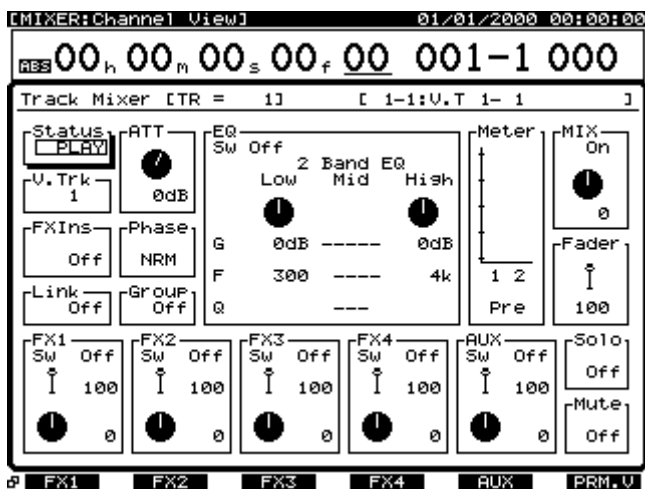 [MIXER:Channel View] 01/01/2000 00:00:00
ABS 00h 00m 00s 00f 00 001-1 000
Track Mixer [TR = 1] [ 1-1:V.T 1- 1 ]
Status ATT EQ Meter MIX
PLAY Sw Off On
2 Band EQ
V.Trk Low Mid High
1 0dB 0
FXIns Phase Fader
G 0dB ----- 0dB
Off NRM
F 300 ---- 4k 1 2
Link Group
Off Off Q --- Pre 100
FX1 FX2 FX3 FX4 AUX Solo
Sw Off Sw Off Sw Off Sw Off Sw Off
Off
100 100 100 100 100
Mute
0 0 0 0 0 Off
FX1 FX2 FX3 FX4 AUX PRM.V